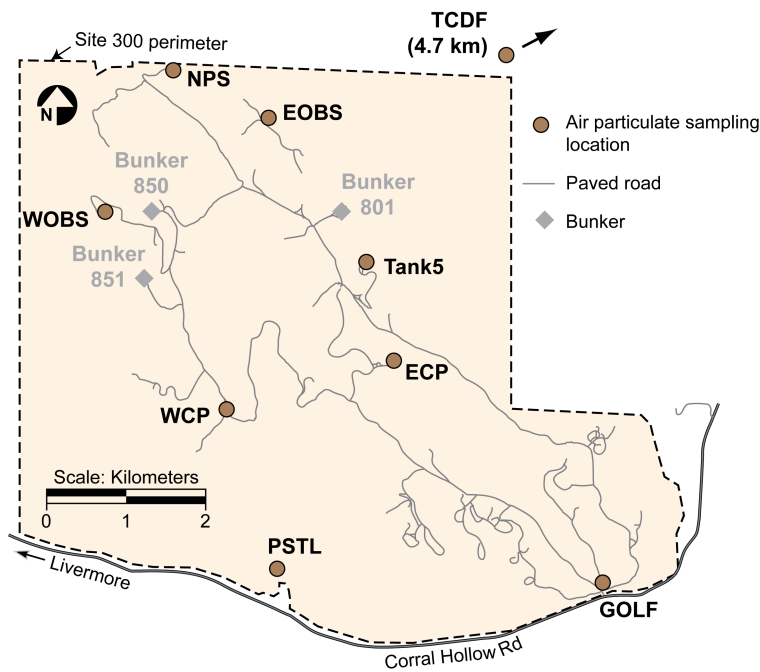 TCDF
(4.7 km)
Site 300 perimeter
NPS
N
EOBS
Air particulate sampling
location
Paved road
Bunker
Bunker
850
Bunker
801
WOBS
Bunker
851
Tank5
ECP
WCP
Scale: Kilometers
0 1 2
PSTL
Livermore
GOLF
Corral Hollow Rd